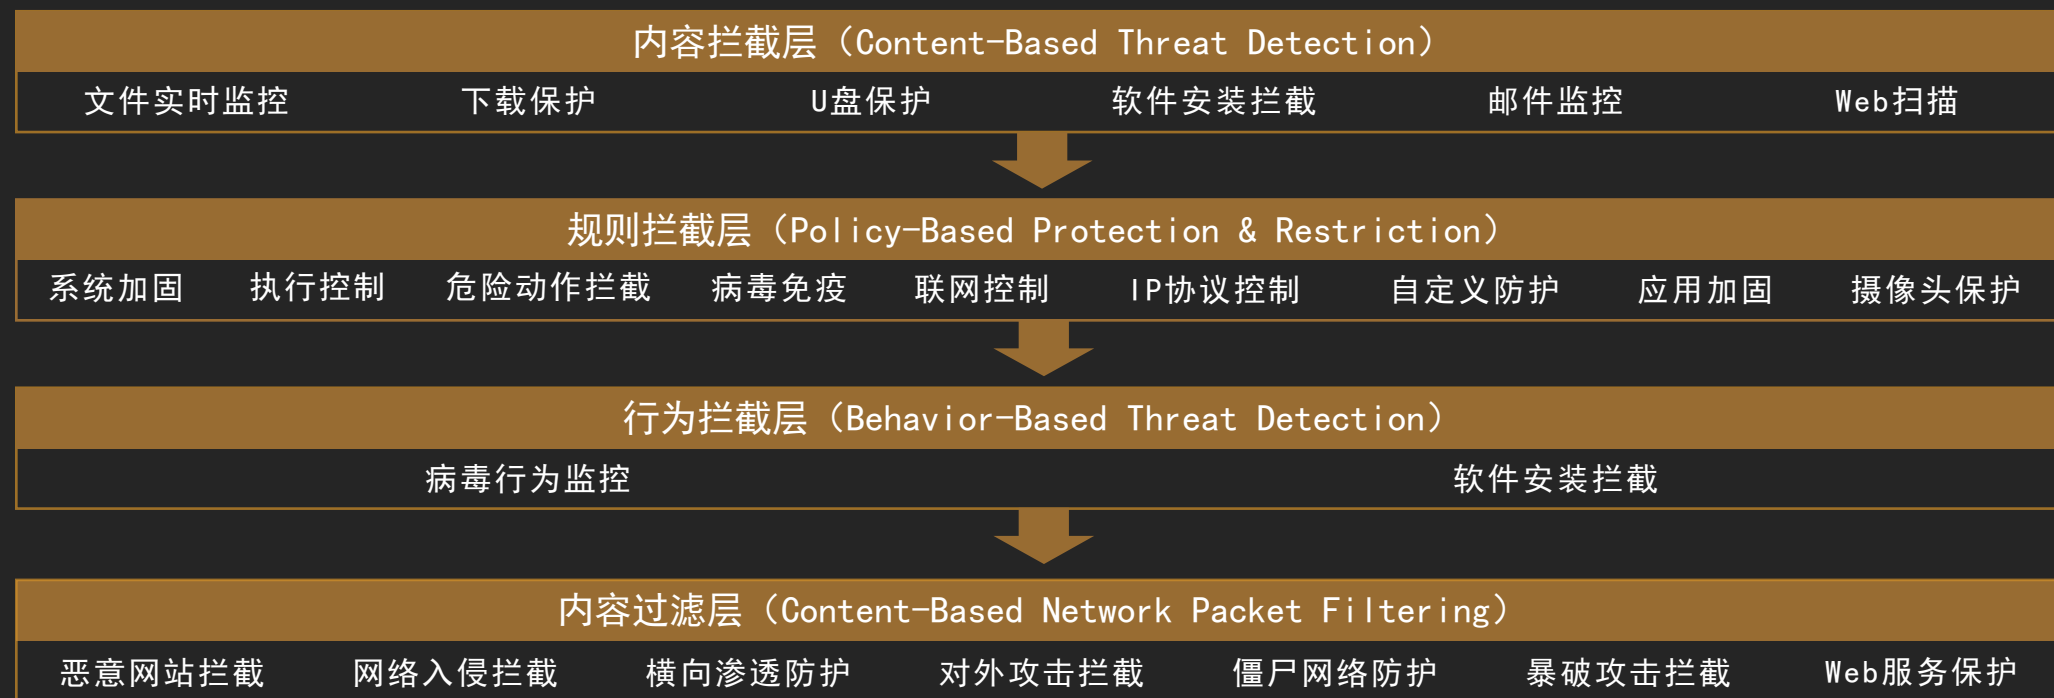 内容拦截层（Content-Based Threat Detection）
文件实时监控 下载保护 U盘保护 软件安装拦截 邮件监控 Web扫描
规则拦截层（Policy-Based Protection & Restriction）
系统加固 执行控制 危险动作拦截 病毒免疫 联网控制 IP协议控制 自定义防护 应用加固 摄像头保护
行为拦截层（Behavior-Based Threat Detection）
病毒行为监控 软件安装拦截
内容过滤层（Content-Based Network Packet Filtering）
恶意网站拦截 网络入侵拦截 横向渗透防护 对外攻击拦截 僵尸网络防护 暴破攻击拦截 Web服务保护